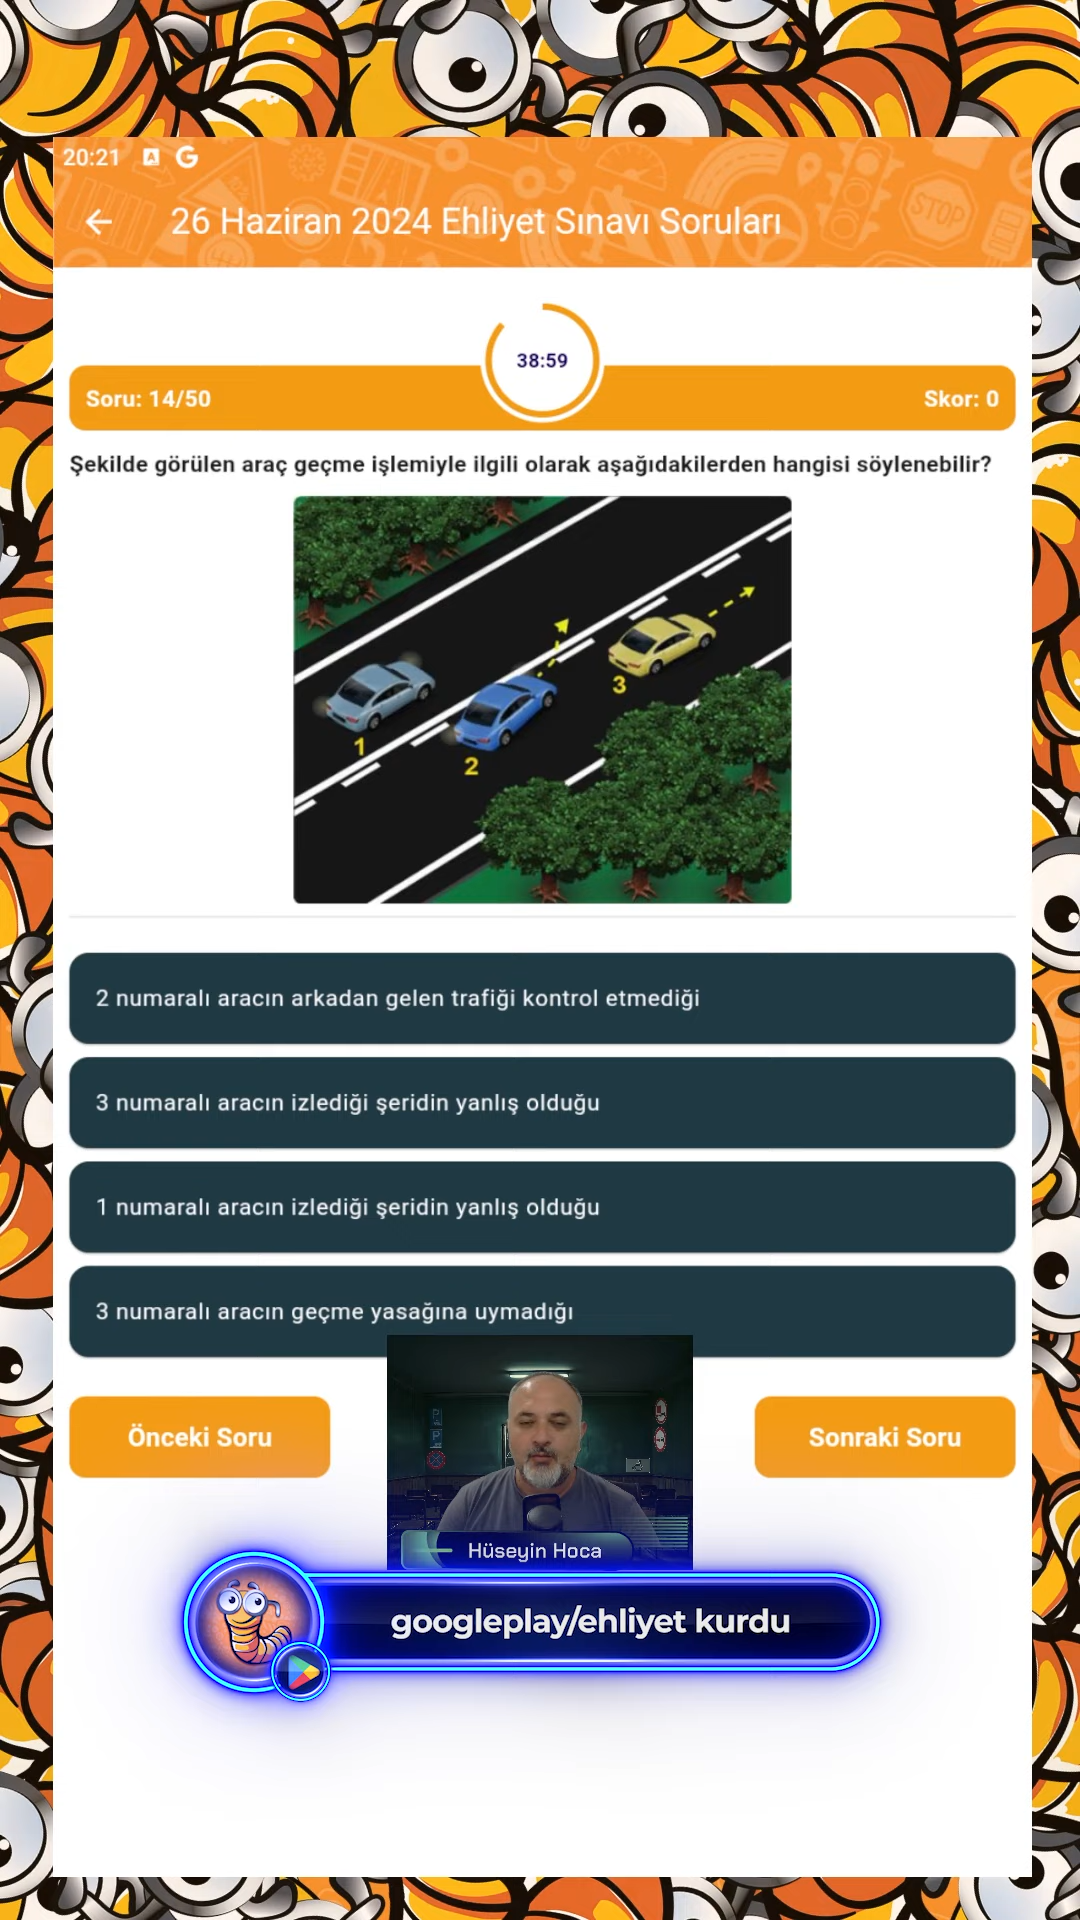 20:21 A G
26 Haziran 2024 Ehliyet Sınavı Soruları
STOP
38:59
Soru: 14/50
Skor: 0
Şekilde görülen araç geçme işlemiyle ilgili olarak aşağıdakilerden hangisi söylenebilir?
1
2
3
2 numaralı aracın arkadan gelen trafiği kontrol etmediği
3 numaralı aracın izlediği şeridin yanlış olduğu
1 numaralı aracın izlediği şeridin yanlış olduğu
3 numaralı aracın geçme yasağına uymadığı
Önceki Soru
Sonraki Soru
Hüseyin Hoca
googleplay/ehliyet kurdu